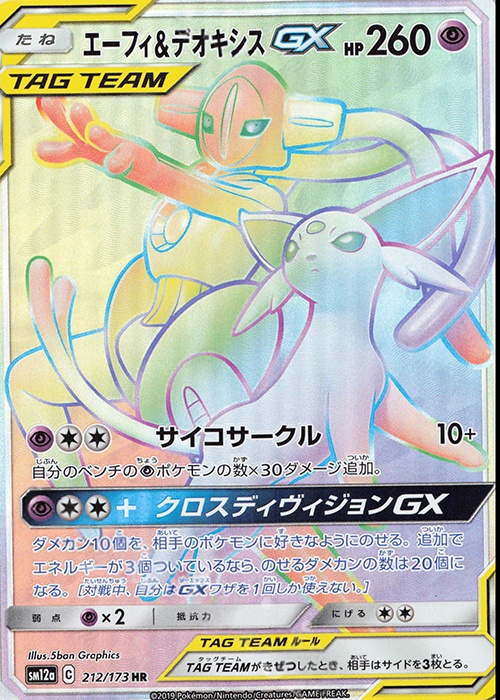 たね エーフィ&デオキシスGX HP260
TAG TEAM
サイコサークル 10+
自分のベンチのポケモンの数×30ダメージ追加。
+ クロスディヴィジョンGX
ダメカン10個を、相手のポケモンに好きなようにのせる。追加で
エネルギーが3個ついているなら、のせるダメカンの数は20個に
なる。[対戦中、自分はGXワザを1回しか使えない。]
弱点 ×2 抵抗力 にげる
Illus. 5ban Graphics
TAG TEAM ルール
TAG TEAMがきぜつしたとき、相手はサイドを3枚とる。
sm12a C 212/173 HR
©2019 Pokémon/Nintendo/Creatures/GAME FREAK.